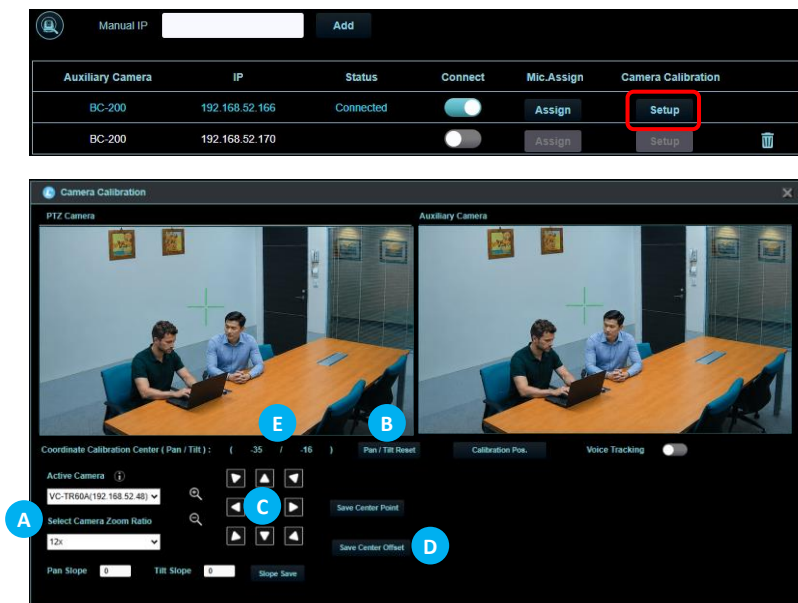 Manual IP Add
Auxiliary Camera IP Status Connect Mic.Assign Camera Calibration
BC-200 192.168.52.166 Connected Assign Setup
BC-200 192.168.52.170 Assign Setup
Camera Calibration
PTZ Camera Auxiliary Camera
E B
Coordinate Calibration Center ( Pan / Tilt ) : ( -35 / -16 ) Pan / Tilt Reset Calibration Pos. Voice Tracking
Active Camera
VC-TR60A(192.168.52.48)
A C Save Center Point
Select Camera Zoom Ratio
12x Save Center Offset D
Pan Slope 0 Tilt Slope 0 Slope Save